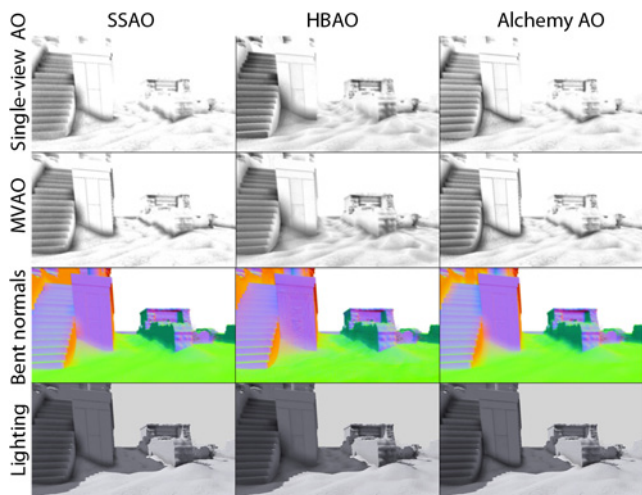 SSAO
HBAO
Alchemy AO
Single-view AO
MVAO
Bent normals
Lighting